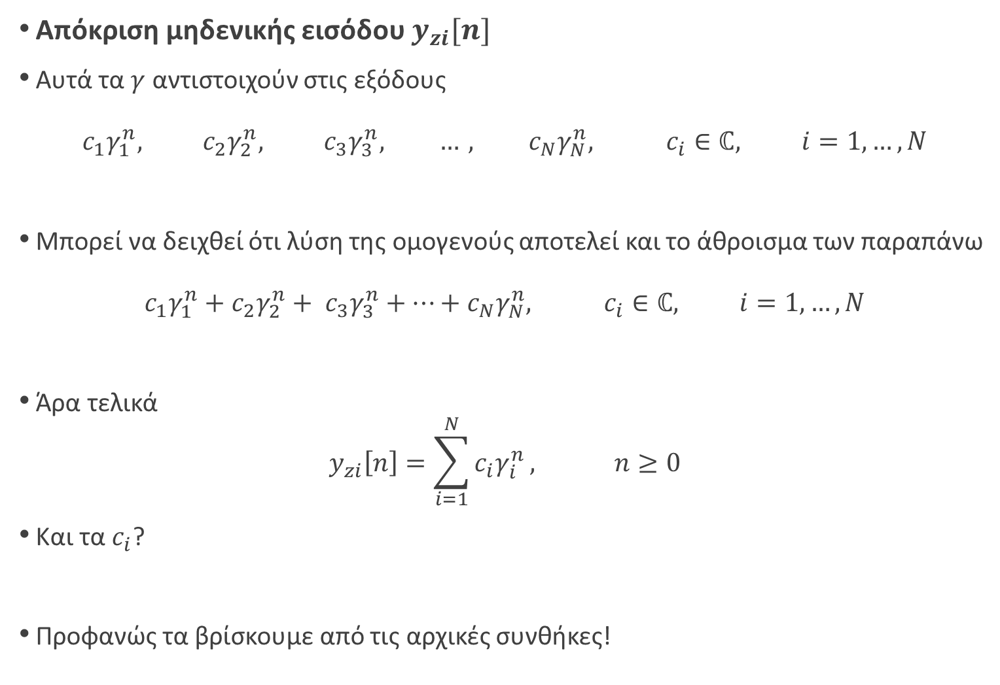 • Απόκριση μηδενικής εισόδου $y_{zi}[n]$
• Αυτά τα $\gamma$ αντιστοιχούν στις εξόδους
$c_1\gamma_1^n, \quad c_2\gamma_2^n, \quad c_3\gamma_3^n, \quad \dots, \quad c_N\gamma_N^n, \quad c_i \in \mathbb{C}, \quad i = 1, \dots, N$
• Μπορεί να δειχθεί ότι λύση της ομογενούς αποτελεί και το άθροισμα των παραπάνω
$c_1\gamma_1^n + c_2\gamma_2^n + c_3\gamma_3^n + \cdots + c_N\gamma_N^n, \quad c_i \in \mathbb{C}, \quad i = 1, \dots, N$
• Άρα τελικά
$y_{zi}[n] = \sum_{i=1}^{N} c_i\gamma_i^n, \quad n \geq 0$
• Και τα $c_i$?
• Προφανώς τα βρίσκουμε από τις αρχικές συνθήκες!